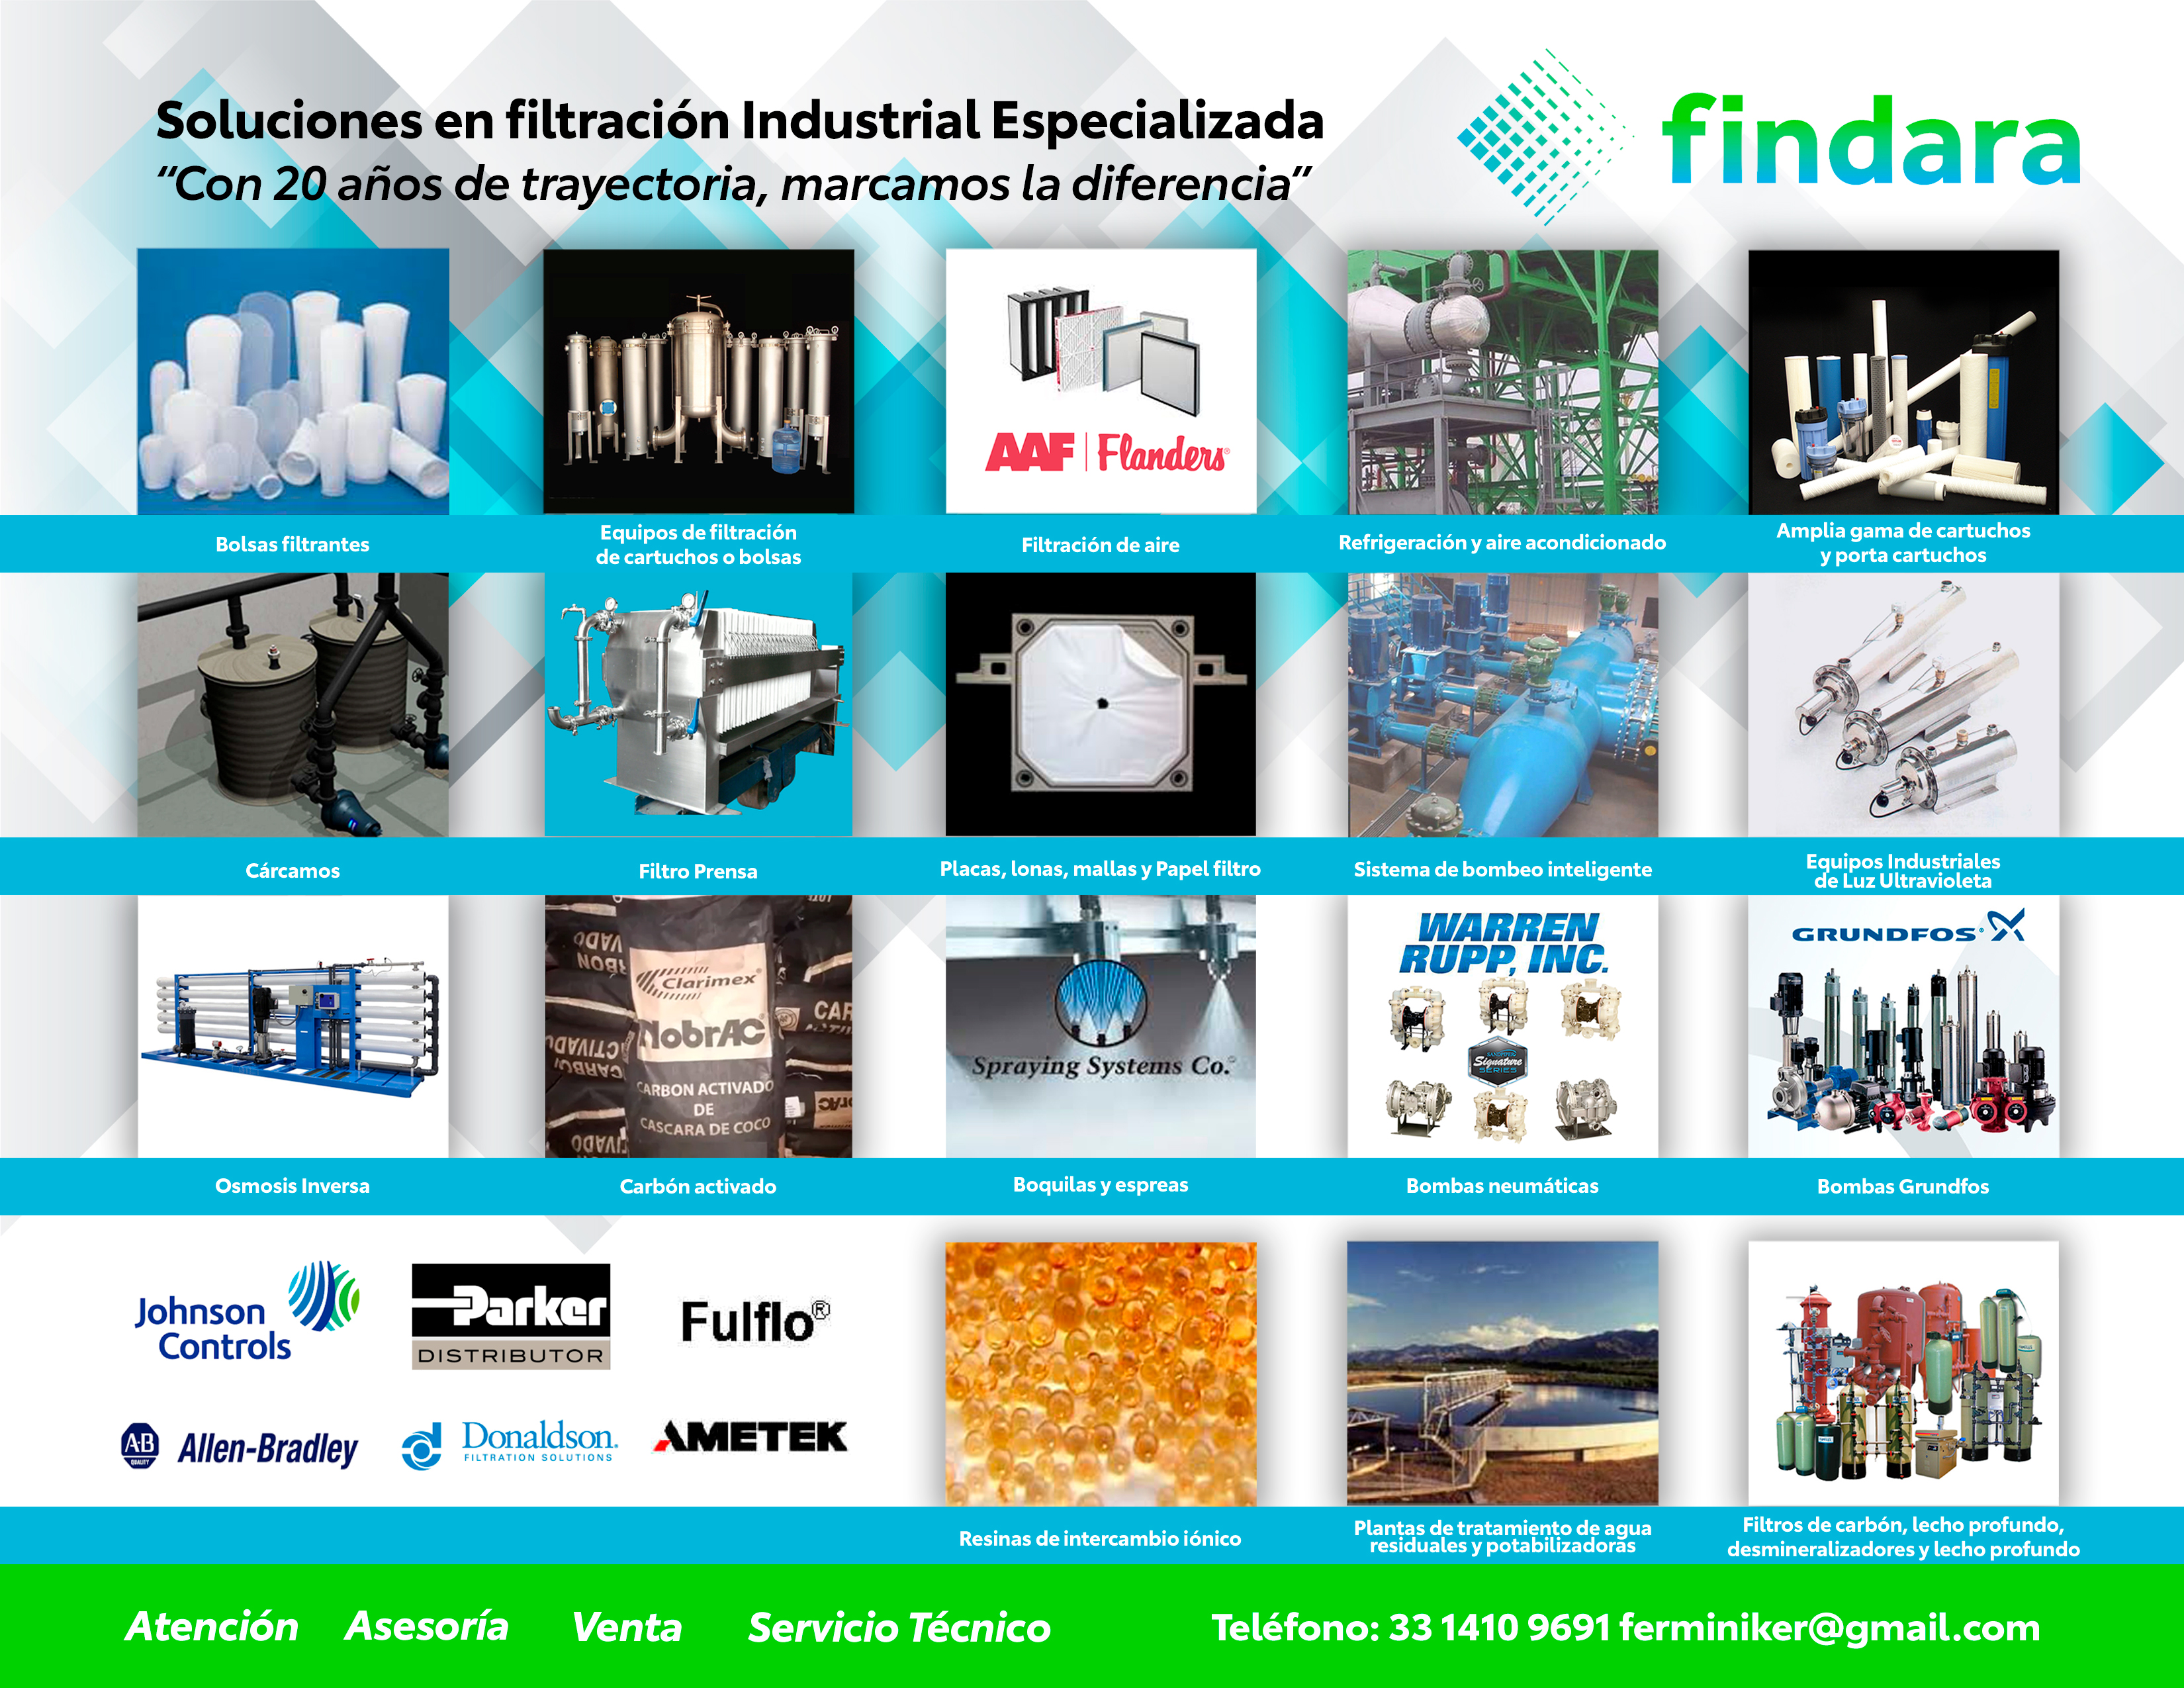 Soluciones en filtración Industrial Especializada
“Con 20 años de trayectoria, marcamos la diferencia”
findara
AAF Flanders®
Bolsas filtrantes
Equipos de filtración
de cartuchos o bolsas
Filtración de aire
Refrigeración y aire acondicionado
Amplia gama de cartuchos
y porta cartuchos
Cárcamos
Filtro Prensa
Placas, lonas, mallas y Papel filtro
Sistema de bombeo inteligente
Equipos Industriales
de Luz Ultravioleta
Clarimex®
NobrAC
CARBON ACTIVADO
DE
CASCARA DE COCO
Spraying Systems Co.
WARREN
RUPP, INC.
Signature
SERIES
GRUNDFOS
Osmosis Inversa
Carbón activado
Boquilas y espreas
Bombas neumáticas
Bombas Grundfos
Johnson
Controls
Parker
DISTRIBUTOR
Fulflo®
A-B
QUALITY
Allen-Bradley
Donaldson.
FILTRATION SOLUTIONS
AMETEK
Resinas de intercambio iónico
Plantas de tratamiento de agua
residuales y potabilizadoras
Filtros de carbón, lecho profundo,
desmineralizadores y lecho profundo
Atención Asesoría Venta Servicio Técnico
Teléfono: 33 1410 9691 ferminiker@gmail.com